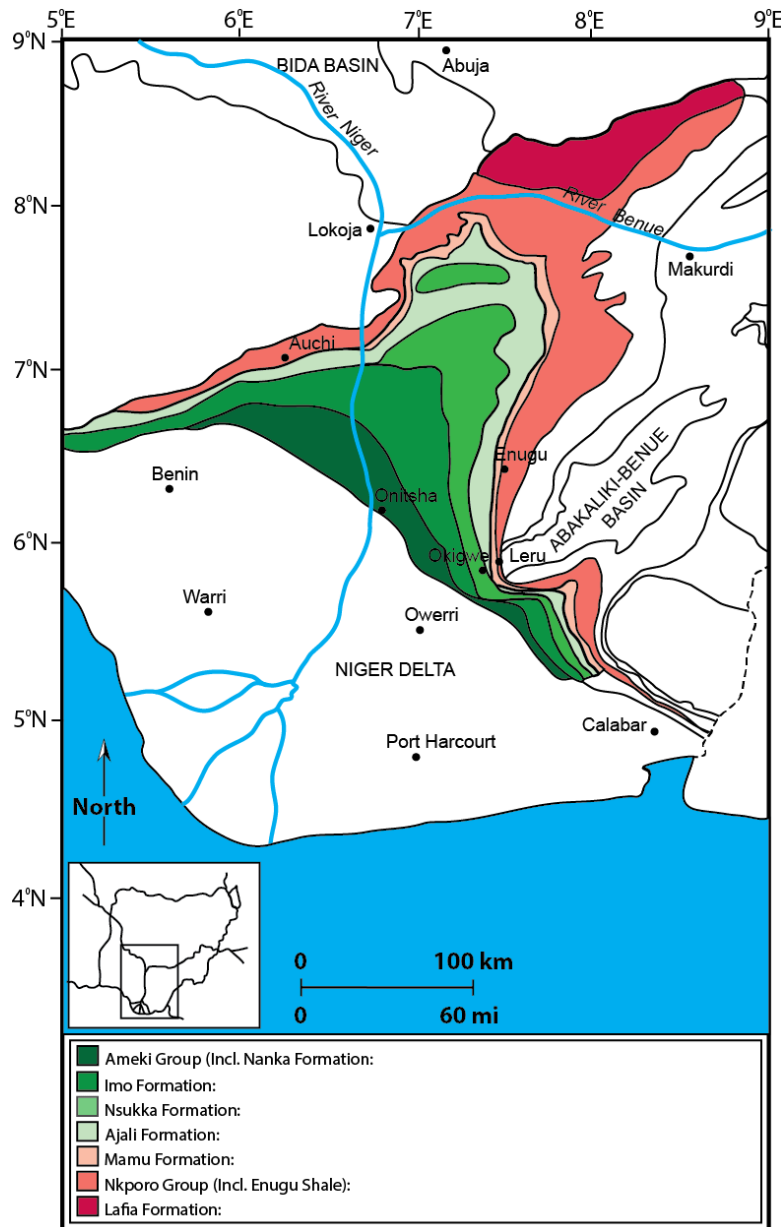 5°E 6°E 7°E 8°E 9°E
9°N
BIDA BASIN
Abuja
River Niger
8°N
Lokoja
River Benue
Makurdi
Auchi
7°N
Enugu
Benin
Onitsha
ABAKALIKI-BENUE
BASIN
6°N
Okigwe
Leru
Warri
Owerri
NIGER DELTA
5°N
Calabar
Port Harcourt
North
4°N
0 100 km
0 60 mi
Ameki Group (Incl. Nanka Formation:
Imo Formation:
Nsukka Formation:
Ajali Formation:
Mamu Formation:
Nkporo Group (Incl. Enugu Shale):
Lafia Formation: